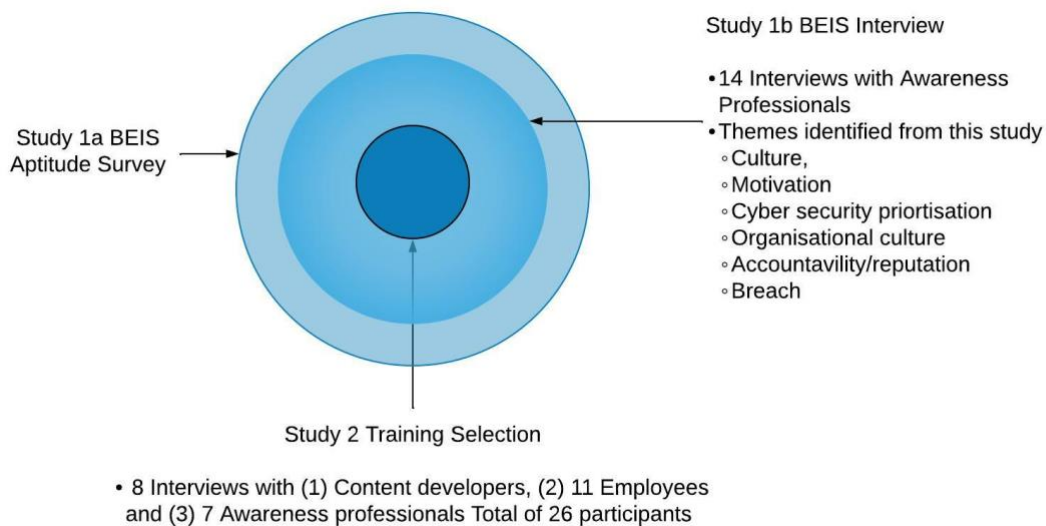 Study 1a BEIS
Aptitude Survey
Study 1b BEIS Interview
•14 Interviews with Awareness
Professionals
•Themes identified from this study
◦Culture,
◦Motivation
◦Cyber security priortisation
◦Organisational culture
◦Accountavility/reputation
◦Breach
Study 2 Training Selection
• 8 Interviews with (1) Content developers, (2) 11 Employees
and (3) 7 Awareness professionals Total of 26 participants